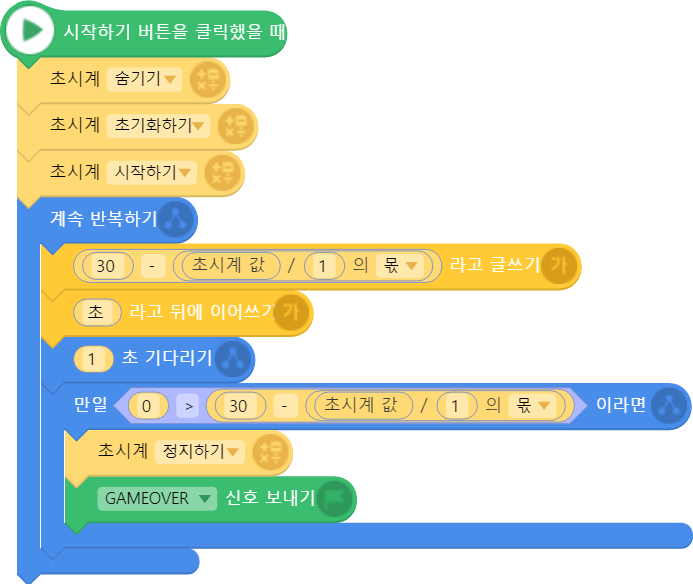 시작하기 버튼을 클릭했을 때
초시계 숨기기
초시계 초기화하기
초시계 시작하기
계속 반복하기
30 - 초시계 값 / 1 의 몫 라고 글쓰기 가
초 라고 뒤에 이어쓰기 가
1 초 기다리기
만일 0 > 30 - 초시계 값 / 1 의 몫 이라면
초시계 정지하기
GAMEOVER 신호 보내기